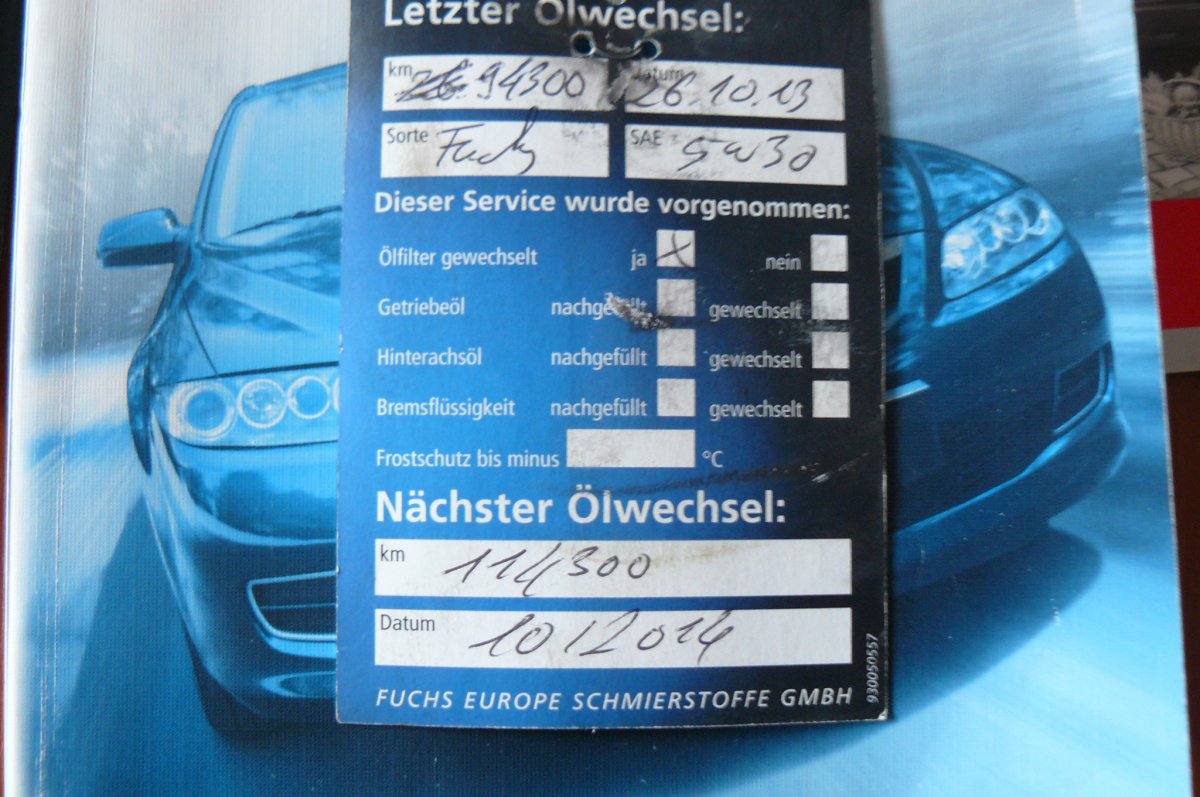 Letzter Ölwechsel:
km 94300 Datum 26.10.13
Sorte Fuchs SAE 5w30
Dieser Service wurde vorgenommen:
Ölfilter gewechselt ja x nein
Getriebeöl nachgefüllt gewechselt
Hinterachsöl nachgefüllt gewechselt
Bremsflüssigkeit nachgefüllt gewechselt
Frostschutz bis minus °C
Nächster Ölwechsel:
km 114300
Datum 10/2014
FUCHS EUROPE SCHMIERSTOFFE GMBH
930050557